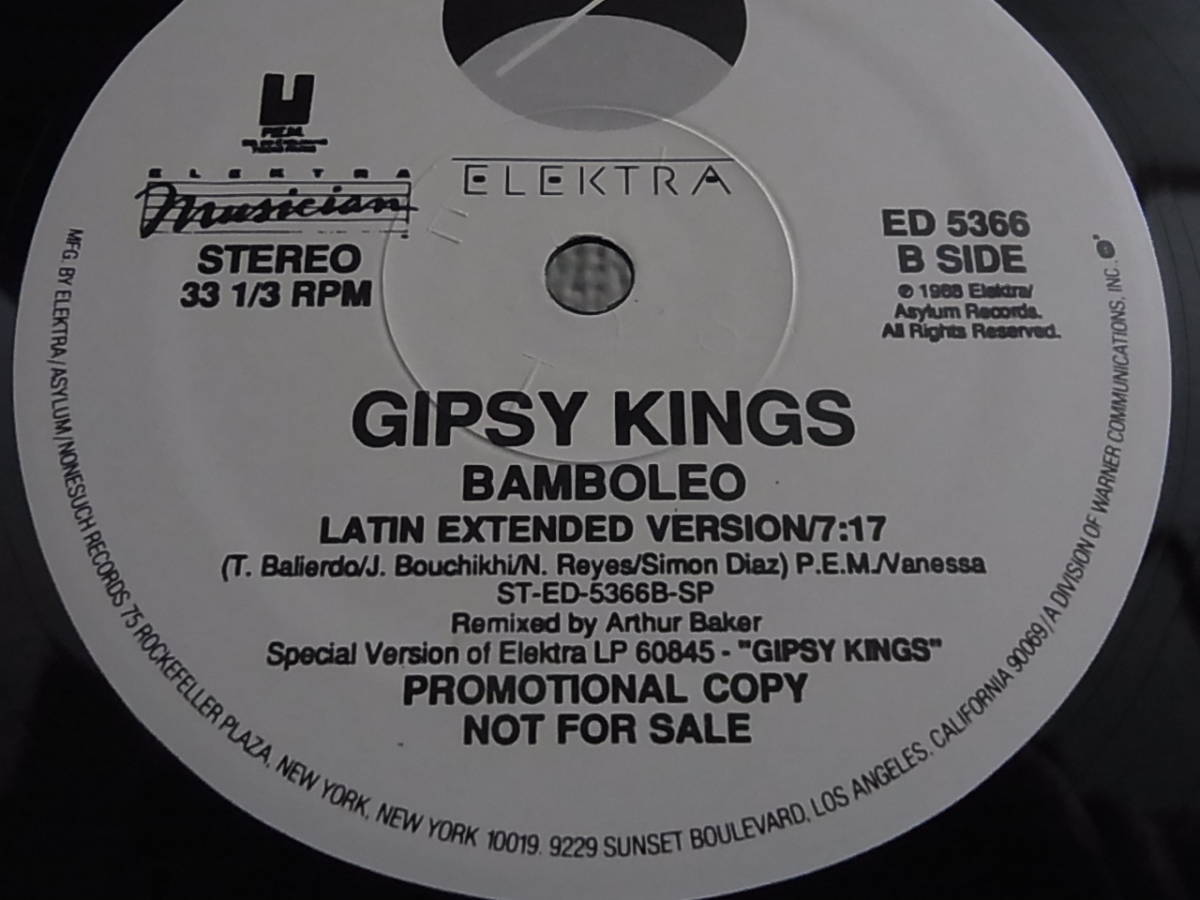 P.E.M.
ELEKTRA
Musician
ELEKTRA
STEREO
33 1/3 RPM
ED 5366
B SIDE
℗ 1988 Elektra/
Asylum Records.
All Rights Reserved.
GIPSY KINGS
BAMBOLEO
LATIN EXTENDED VERSION/7:17
(T. Balierdo/J. Bouchikhi/N. Reyes/Simon Diaz) P.E.M./Vanessa
ST-ED-5366B-SP
Remixed by Arthur Baker
Special Version of Elektra LP 60845 - "GIPSY KINGS"
PROMOTIONAL COPY
NOT FOR SALE
MFG. BY ELEKTRA/ASYLUM/NONESUCH RECORDS 75 ROCKEFELLER PLAZA, NEW YORK, NEW YORK 10019. 9229 SUNSET BOULEVARD, LOS ANGELES, CALIFORNIA 90069/A DIVISION OF WARNER COMMUNICATIONS, INC.